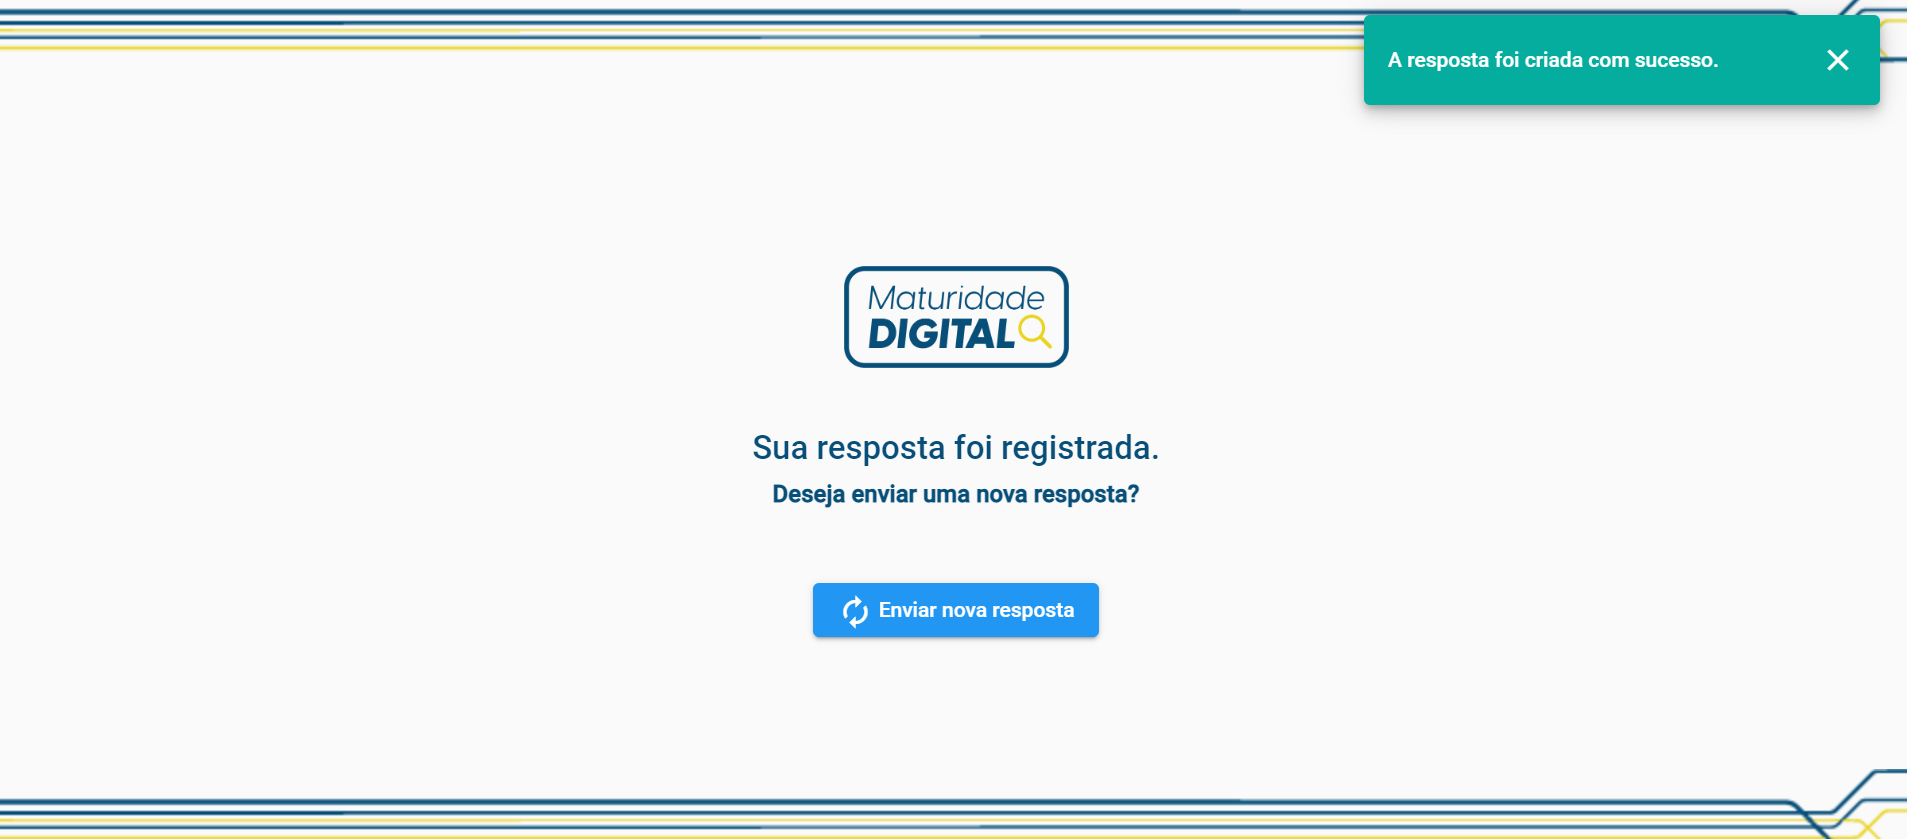 A resposta foi criada com sucesso.
Maturidade
DIGITAL
Sua resposta foi registrada.
Deseja enviar uma nova resposta?
Enviar nova resposta